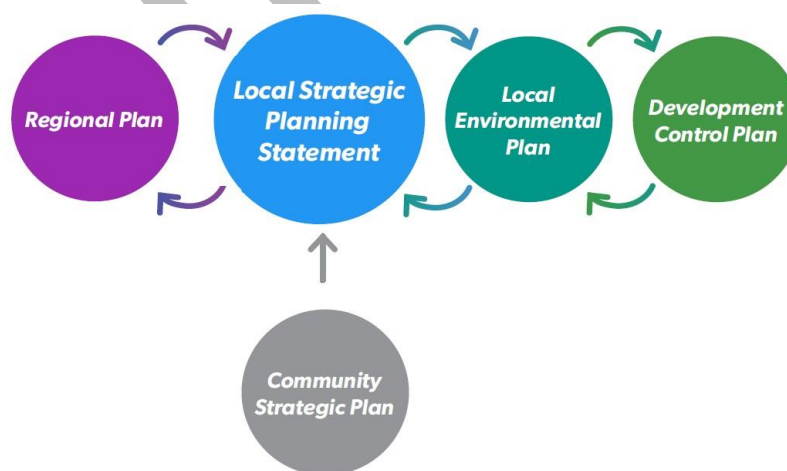 Regional Plan
Local Strategic
Planning
Statement
Local
Environmental
Plan
Development
Control Plan
Community
Strategic Plan